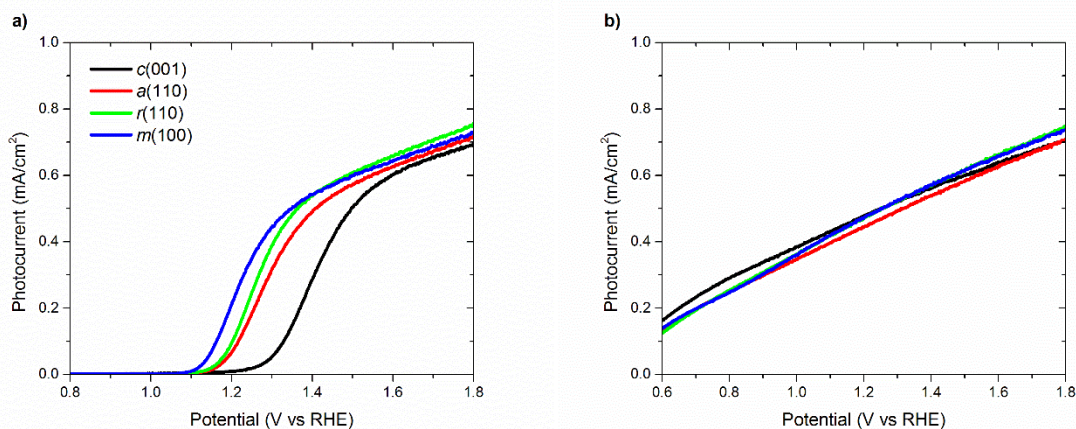 a)
1.0
0.8
0.6
0.4
0.2
0.0
Photocurrent (mA/cm²)
c(001)
a(110)
r(110)
m(100)
0.8 1.0 1.2 1.4 1.6 1.8
Potential (V vs RHE)
b)
1.0
0.8
0.6
0.4
0.2
0.0
Photocurrent (mA/cm²)
0.6 0.8 1.0 1.2 1.4 1.6 1.8
Potential (V vs RHE)